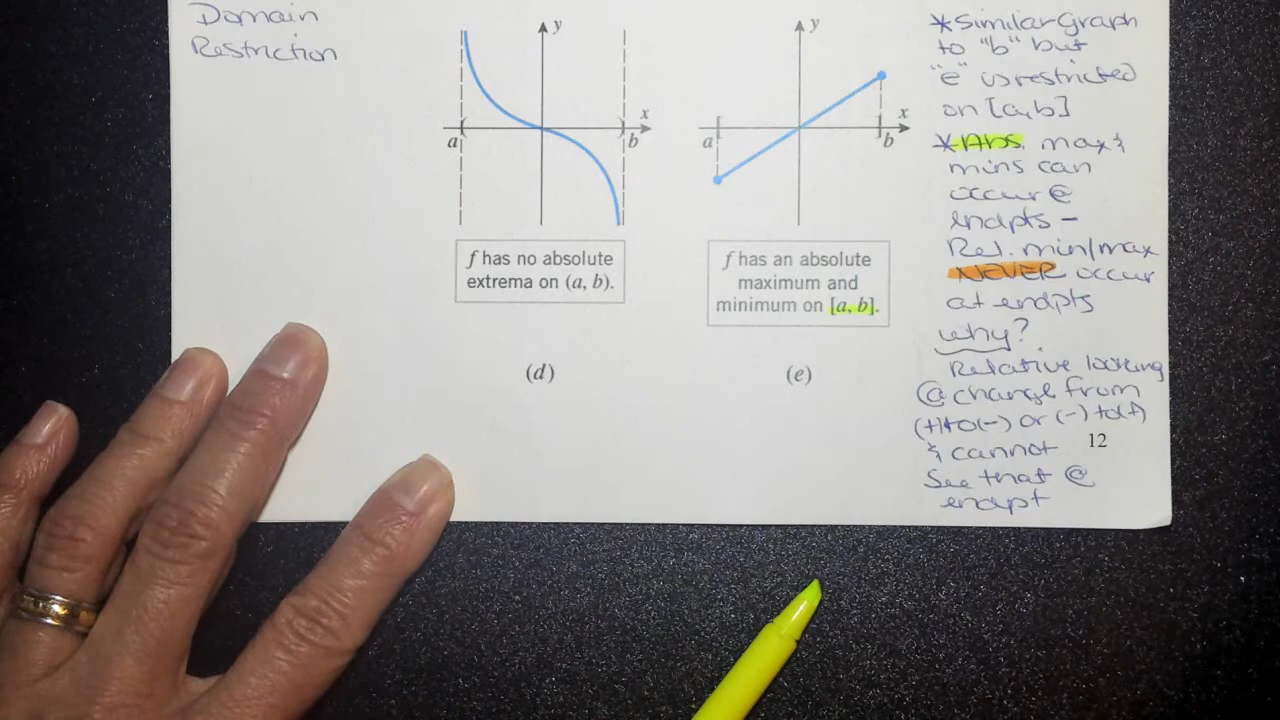 Domain
Restriction
y
x
a
b
f has no absolute
extrema on (a, b).
(d)
y
x
a
b
f has an absolute
maximum and
minimum on [a, b].
(e)
*Similar Graph
to "b" but
"e" is restricted
on [a,b]
*Abs. max &
mins can
occur @
endpts –
Rel. min/max
NEVER occur
at endpts
why?
Relative looking
@ change from
(+) to (-) or (-) to (+)
& cannot
See that @
endpt
12